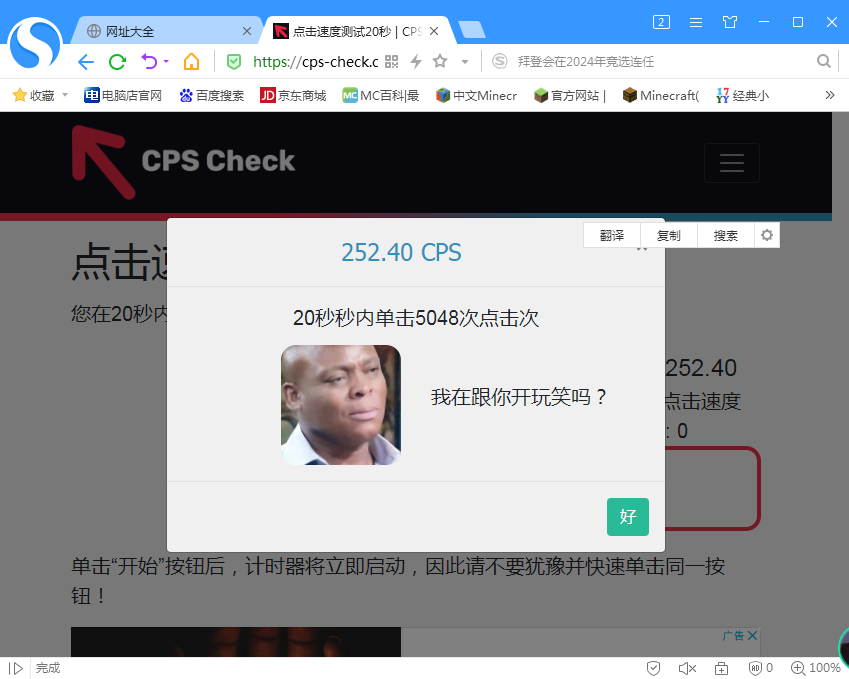 2
网址大全
点击速度测试20秒 | CPS
https://cps-check.c
拜登会在2024年竞选连任
收藏
电脑店官网
百度搜索
京东商城
MC百科|最
中文Minecr
官方网站 |
Minecraft(
经典小
CPS Check
翻译
复制
搜索
252.40 CPS
点击速
您在20秒内
20秒秒内单击5048次点击次
252.40
点击速度
: 0
我在跟你开玩笑吗？
好
单击“开始”按钮后，计时器将立即启动，因此请不要犹豫并快速单击同一按
钮！
广告
完成
0
100%